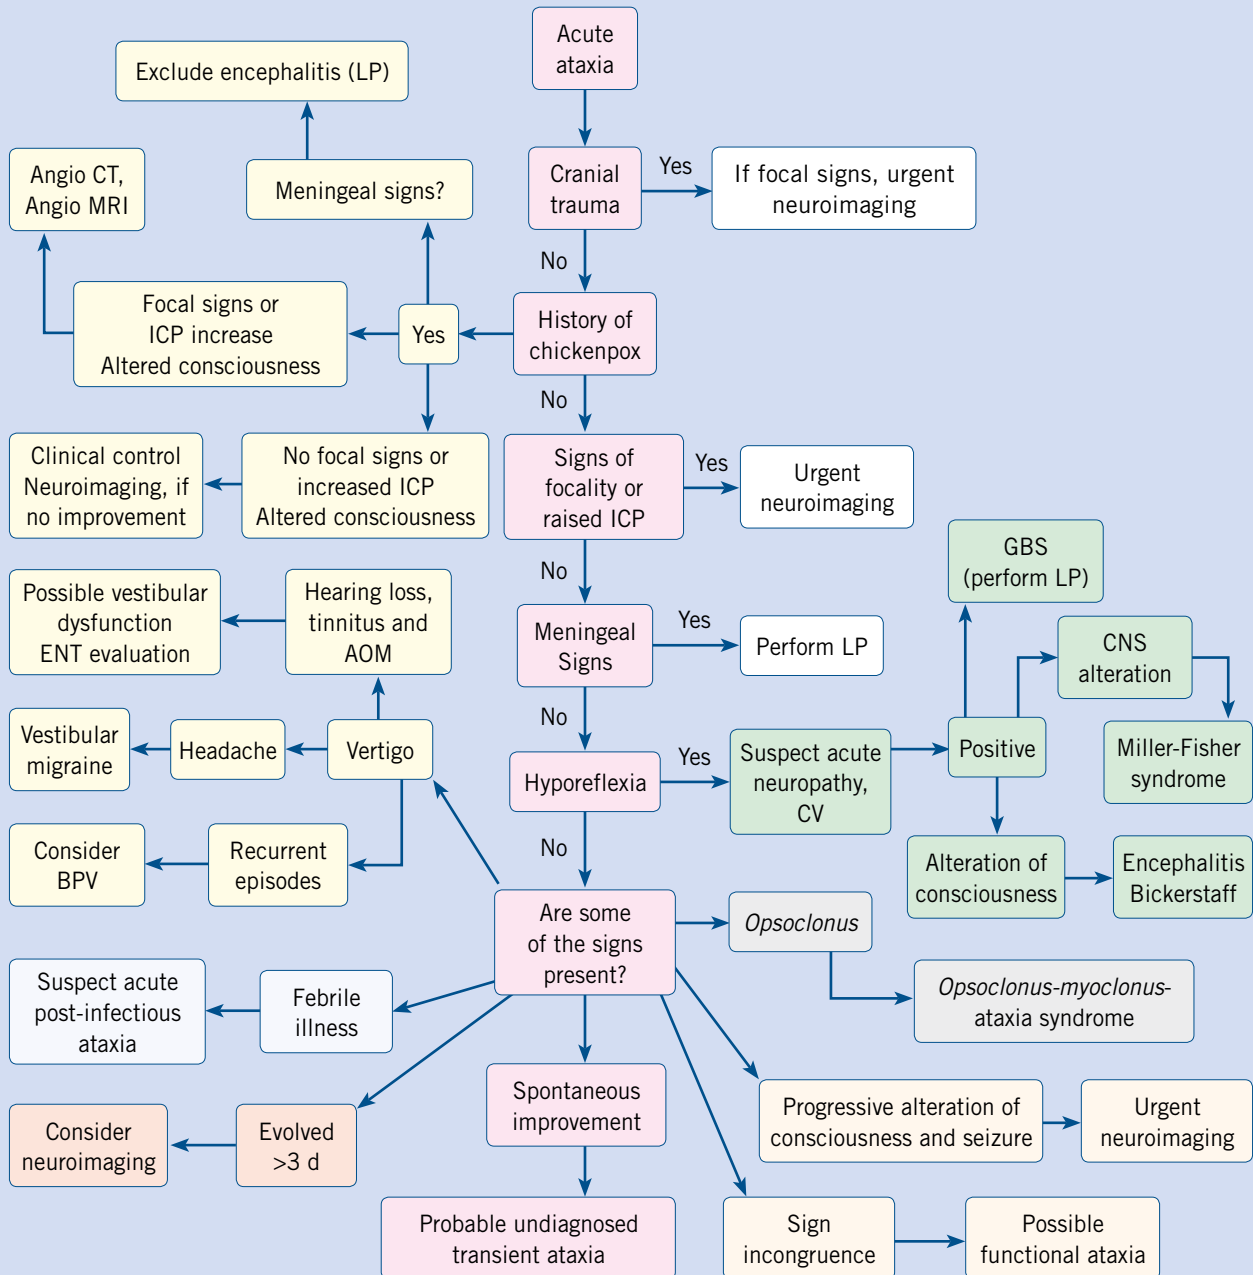 Acute
ataxia
Exclude encephalitis (LP)
Angio CT,
Angio MRI
Meningeal signs?
Cranial
trauma
Yes
If focal signs, urgent
neuroimaging
No
Focal signs or
ICP increase
Altered consciousness
Yes
History of
chickenpox
No
Clinical control
Neuroimaging, if
no improvement
No focal signs or
increased ICP
Altered consciousness
Signs of
focality or
raised ICP
Yes
Urgent
neuroimaging
No
GBS
(perform LP)
Possible vestibular
dysfunction
ENT evaluation
Hearing loss,
tinnitus and
AOM
Meningeal
Signs
Yes
Perform LP
CNS
alteration
No
Vestibular
migraine
Headache
Vertigo
Hyporeflexia
Yes
Suspect acute
neuropathy,
CV
Positive
Miller-Fisher
syndrome
No
Consider
BPV
Recurrent
episodes
Alteration of
consciousness
Encephalitis
Bickerstaff
Are some
of the signs
present?
Opsoclonus
Suspect acute
post-infectious
ataxia
Febrile
illness
Opsoclonus-myoclonus-
ataxia syndrome
Spontaneous
improvement
Progressive alteration of
consciousness and seizure
Urgent
neuroimaging
Consider
neuroimaging
Evolved
>3 d
Probable undiagnosed
transient ataxia
Sign
incongruence
Possible
functional ataxia